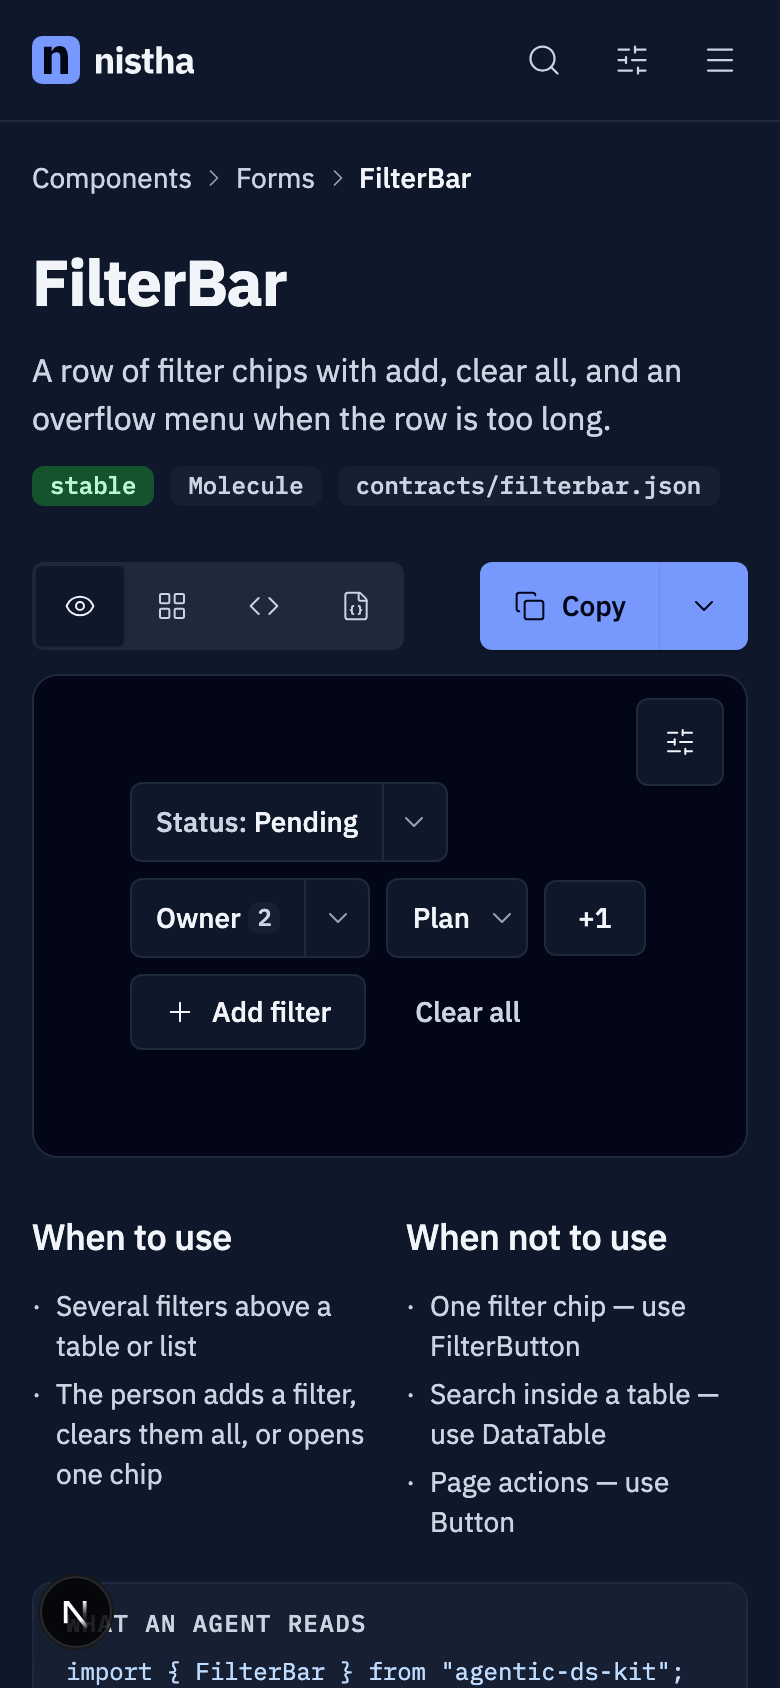 n nistha
Components > Forms > FilterBar
FilterBar
A row of filter chips with add, clear all, and an
overflow menu when the row is too long.
stable Molecule contracts/filterbar.json
Copy
Status: Pending
Owner 2 Plan +1
+ Add filter Clear all
When to use
· Several filters above a
table or list
· The person adds a filter,
clears them all, or opens
one chip
When not to use
· One filter chip — use
FilterButton
· Search inside a table —
use DataTable
· Page actions — use
Button
N
WHAT AN AGENT READS
import { FilterBar } from "agentic-ds-kit";